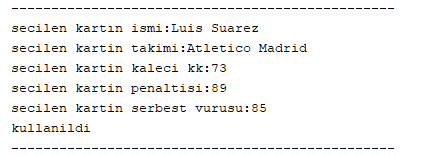 ------------------------------------------------
secilen kartın ismi:Luis Suarez
secilen kartin takimi:Atletico Madrid
secilen kartin kaleci kk:73
secilen kartin penaltisi:89
secilen kartin serbest vurusu:85
kullanildi
------------------------------------------------